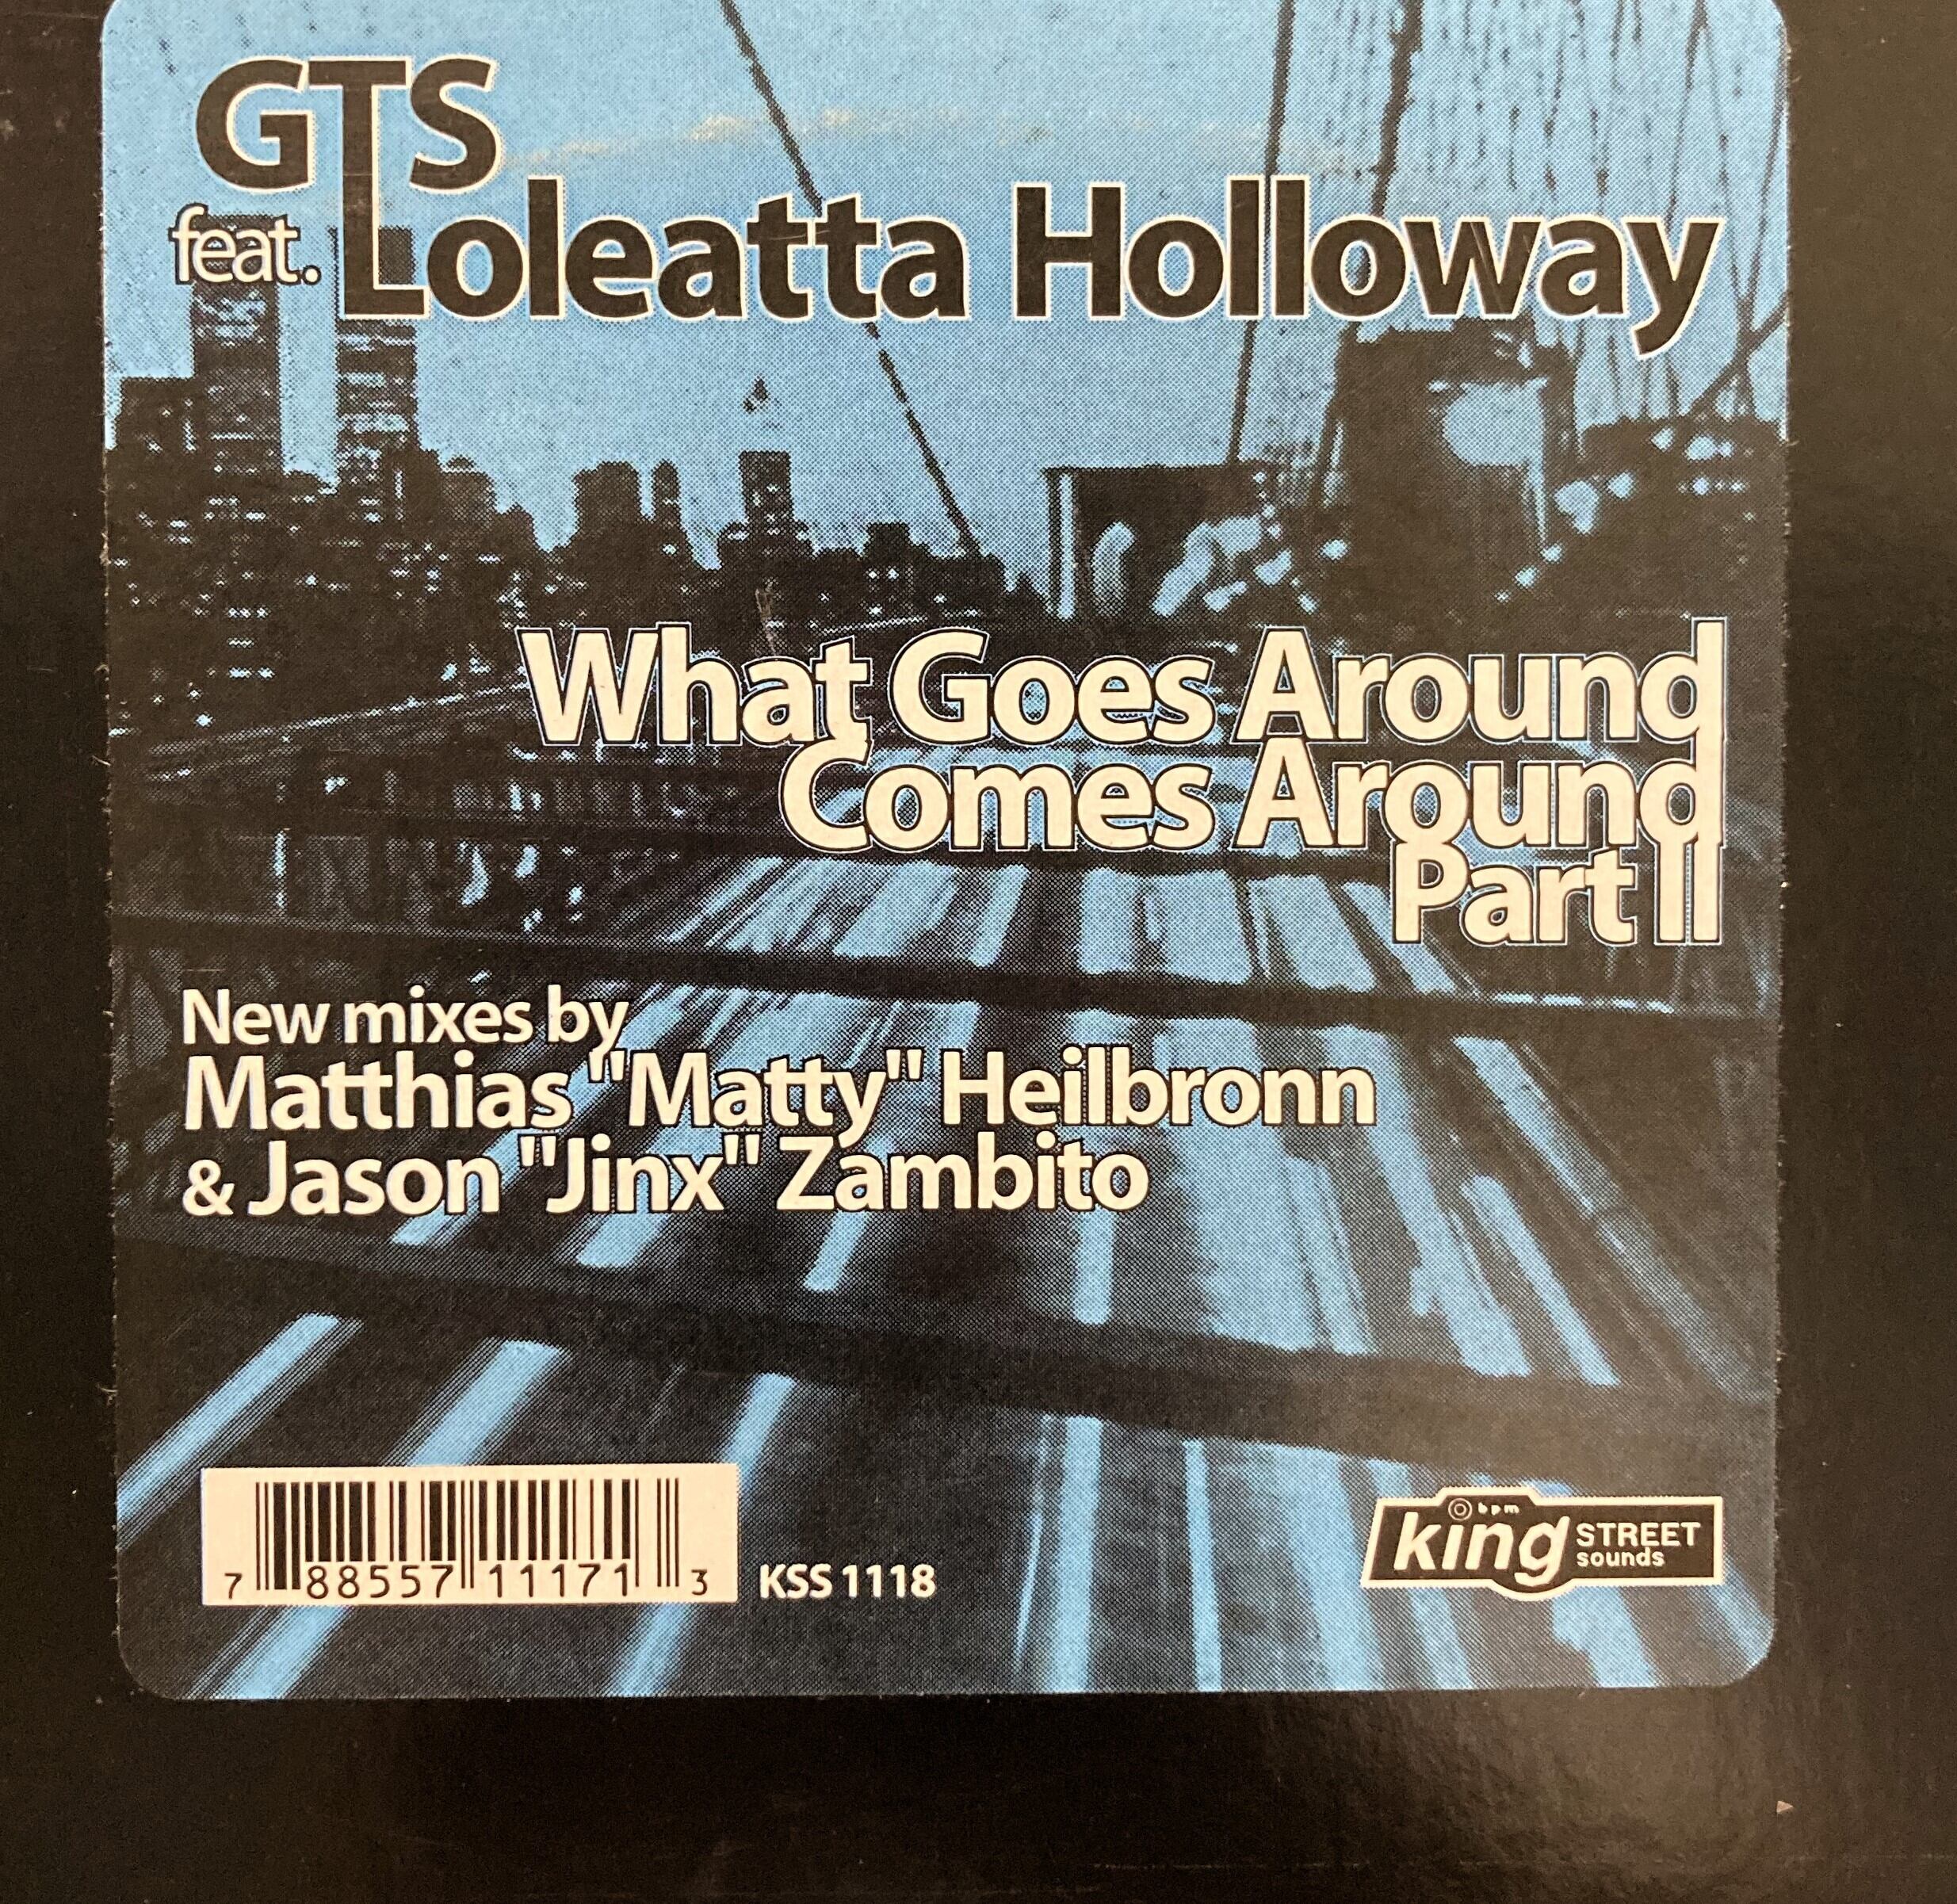 GTS
feat. Loleatta Holloway
What Goes Around
Comes Around
Part II
New mixes by
Matthias "Matty" Heilbronn
& Jason "Jinx" Zambito
7 88557 11171 3
KSS 1118
bpm
king STREET
sounds